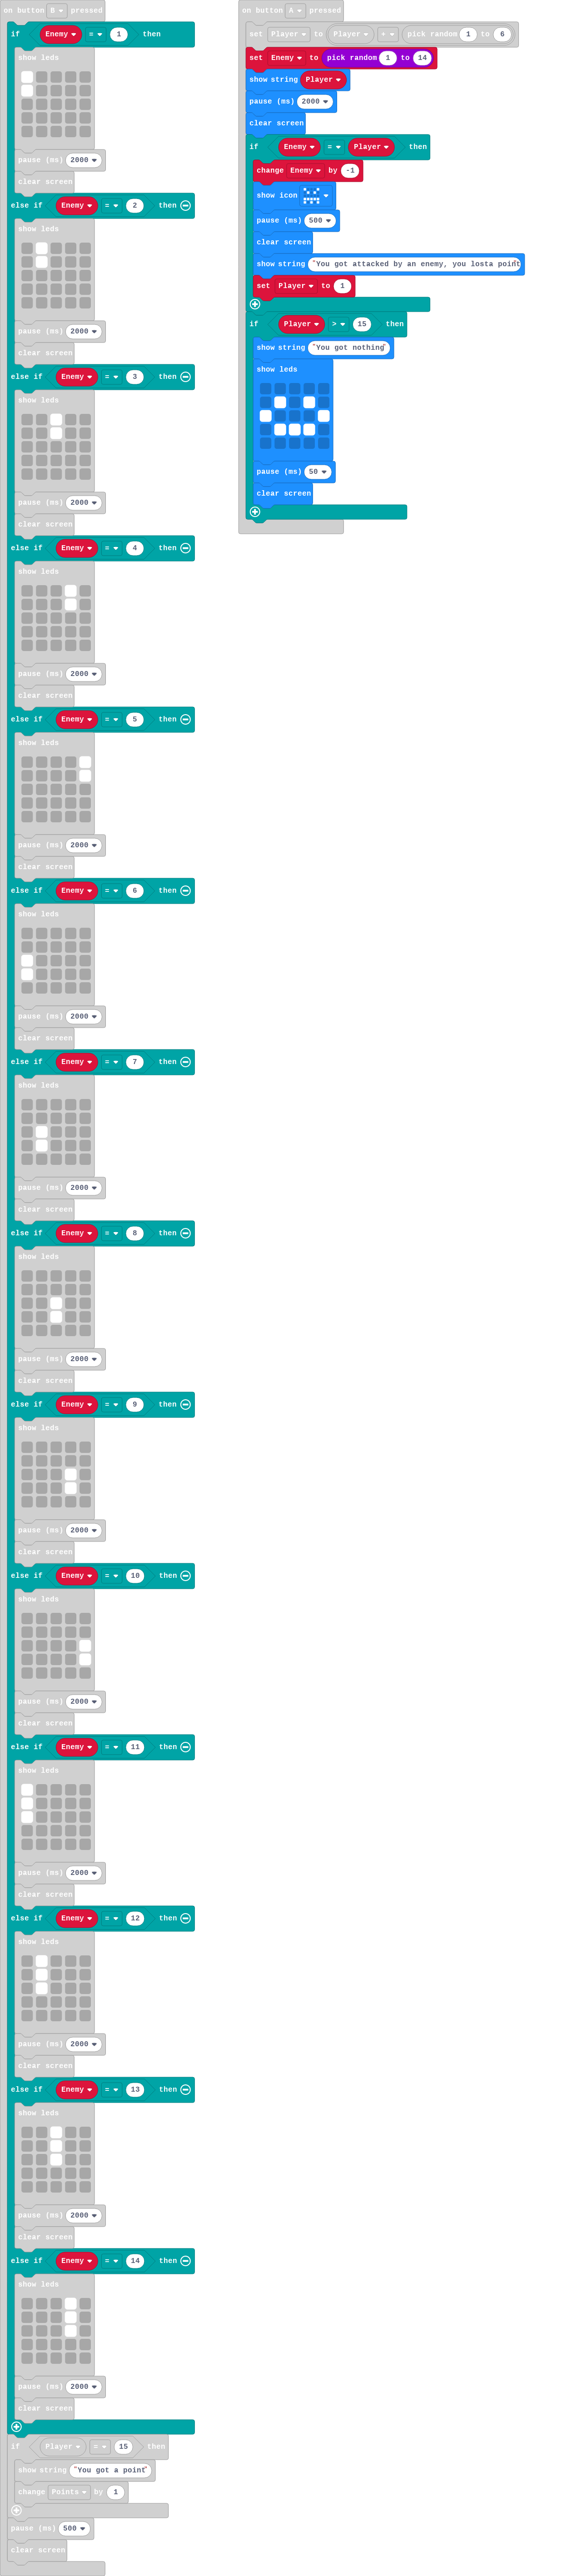 on button B pressed
if Enemy = 1 then
show leds
pause (ms) 2000
clear screen
else if Enemy = 2 then
show leds
pause (ms) 2000
clear screen
else if Enemy = 3 then
show leds
pause (ms) 2000
clear screen
else if Enemy = 4 then
show leds
pause (ms) 2000
clear screen
else if Enemy = 5 then
show leds
pause (ms) 2000
clear screen
else if Enemy = 6 then
show leds
pause (ms) 2000
clear screen
else if Enemy = 7 then
show leds
pause (ms) 2000
clear screen
else if Enemy = 8 then
show leds
pause (ms) 2000
clear screen
else if Enemy = 9 then
show leds
pause (ms) 2000
clear screen
else if Enemy = 10 then
show leds
pause (ms) 2000
clear screen
else if Enemy = 11 then
show leds
pause (ms) 2000
clear screen
else if Enemy = 12 then
show leds
pause (ms) 2000
clear screen
else if Enemy = 13 then
show leds
pause (ms) 2000
clear screen
else if Enemy = 14 then
show leds
pause (ms) 2000
clear screen
if Player = 15 then
show string "You got a point"
change Points by 1
pause (ms) 500
clear screen
on button A pressed
set Player to Player + pick random 1 to 6
set Enemy to pick random 1 to 14
show string Player
pause (ms) 2000
clear screen
if Enemy = Player then
change Enemy by -1
show icon
pause (ms) 500
clear screen
show string "You got attacked by an enemy, you losta point"
set Player to 1
if Player > 15 then
show string "You got nothing"
show leds
pause (ms) 50
clear screen